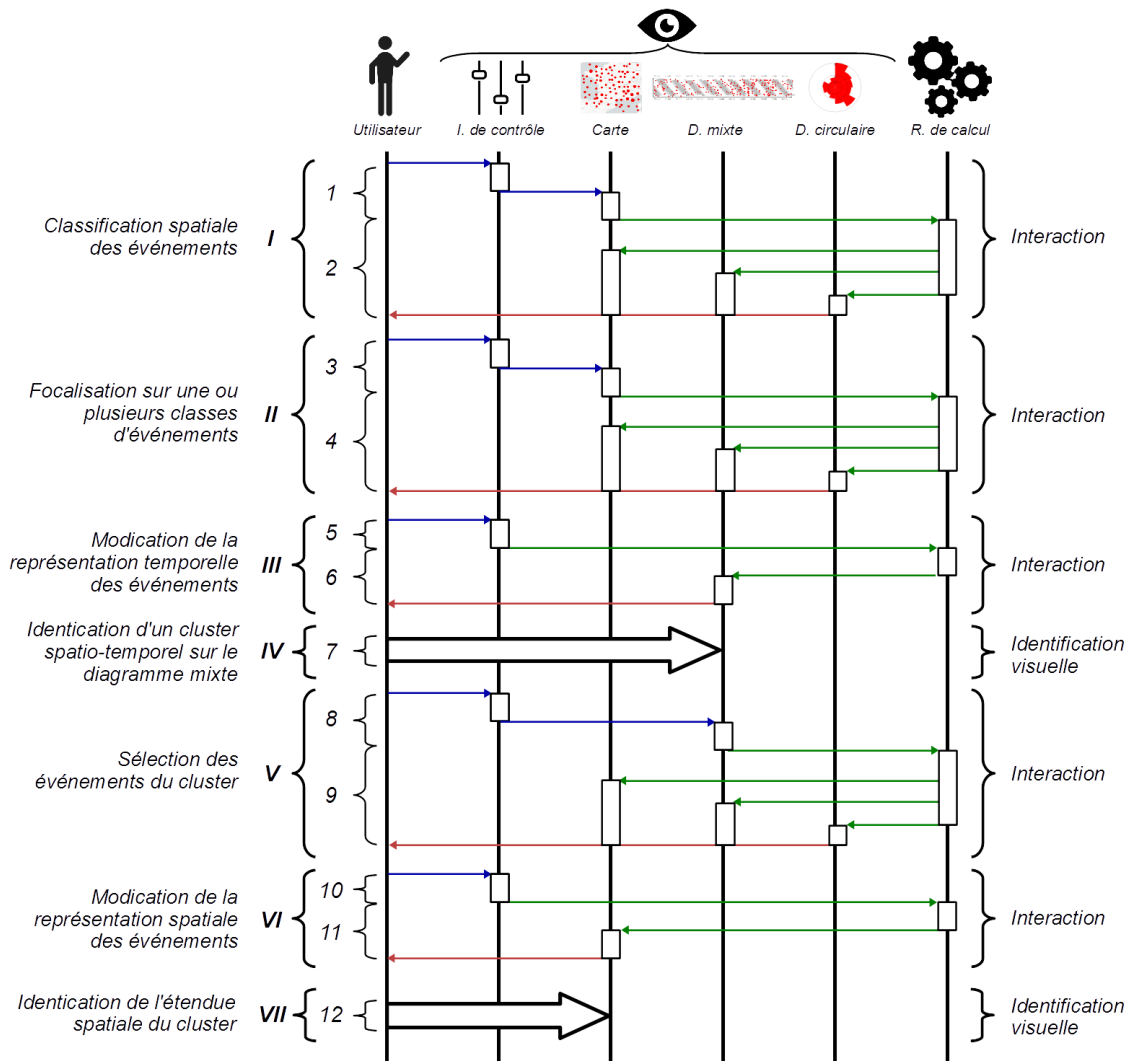 Utilisateur
I. de contrôle
Carte
D. mixte
D. circulaire
R. de calcul
Classification spatiale
des événements
I
1
2
Interaction
Focalisation sur une ou
plusieurs classes
d'événements
II
3
4
Interaction
Modication de la
représentation temporelle
des événements
III
5
6
Interaction
Identication d'un cluster
spatio-temporel sur le
diagramme mixte
IV
7
Identification
visuelle
Sélection des
événements du cluster
V
8
9
Interaction
Modication de la
représentation spatiale
des événements
VI
10
11
Interaction
Identication de l'étendue
spatiale du cluster
VII
12
Identification
visuelle